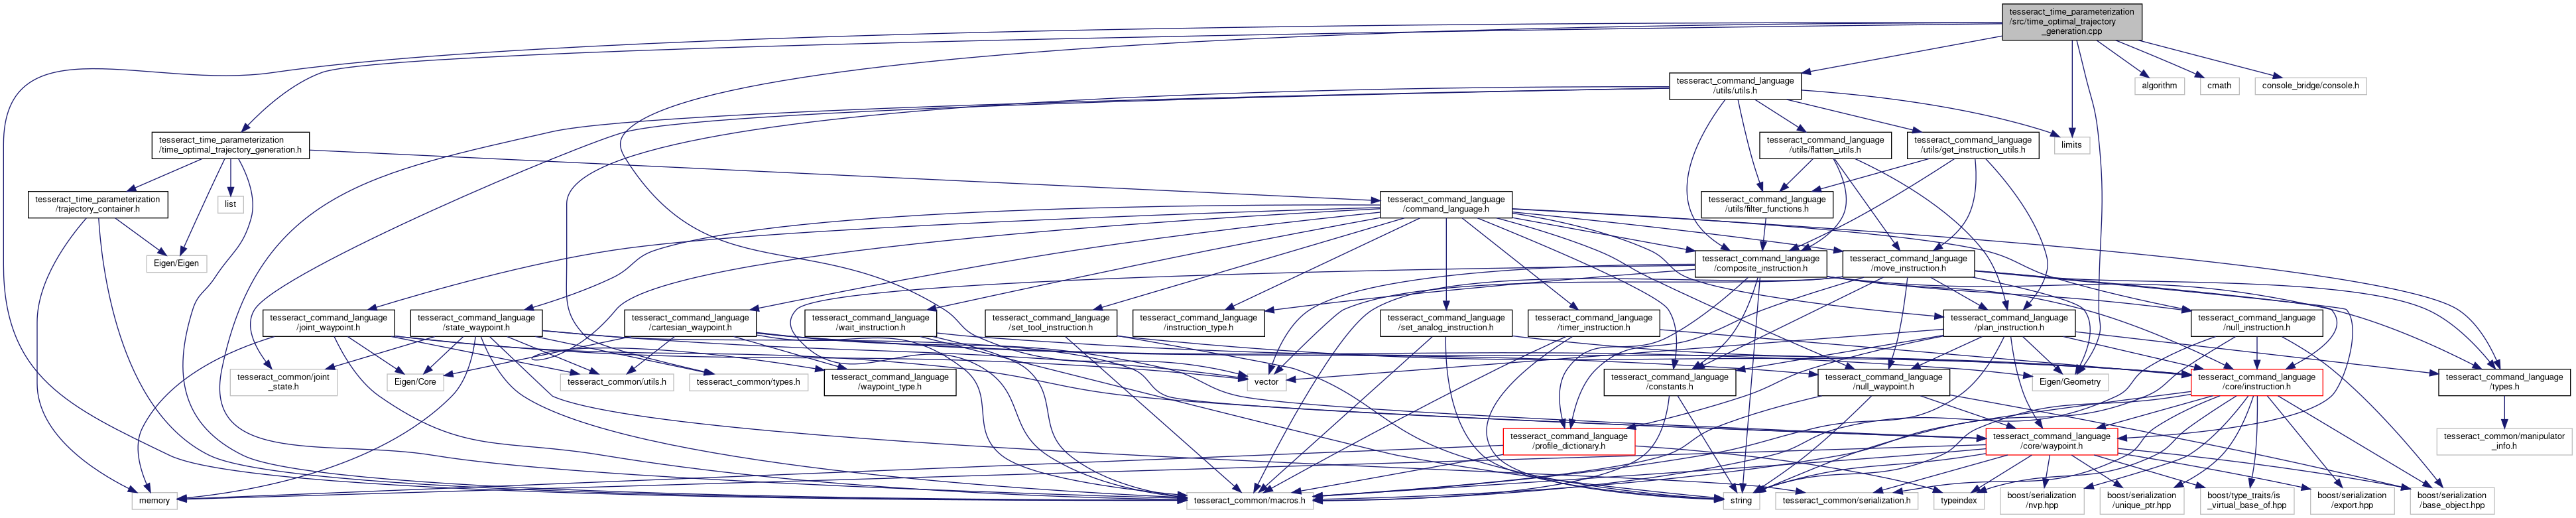 tesseract_time_parameterization
/src/time_optimal_trajectory
_generation.cpp
tesseract_command_language
/utils/utils.h
algorithm
cmath
console_bridge/console.h
tesseract_time_parameterization
/time_optimal_trajectory_generation.h
tesseract_command_language
/utils/flatten_utils.h
tesseract_command_language
/utils/get_instruction_utils.h
limits
tesseract_time_parameterization
/trajectory_container.h
list
tesseract_command_language
/command_language.h
tesseract_command_language
/utils/filter_functions.h
Eigen/Eigen
tesseract_command_language
/composite_instruction.h
tesseract_command_language
/move_instruction.h
tesseract_command_language
/joint_waypoint.h
tesseract_command_language
/state_waypoint.h
tesseract_command_language
/cartesian_waypoint.h
tesseract_command_language
/wait_instruction.h
tesseract_command_language
/set_tool_instruction.h
tesseract_command_language
/instruction_type.h
tesseract_command_language
/set_analog_instruction.h
tesseract_command_language
/timer_instruction.h
tesseract_command_language
/plan_instruction.h
tesseract_command_language
/null_instruction.h
tesseract_common/joint
_state.h
Eigen/Core
tesseract_common/utils.h
tesseract_common/types.h
tesseract_command_language
/waypoint_type.h
vector
tesseract_command_language
/constants.h
tesseract_command_language
/null_waypoint.h
Eigen/Geometry
tesseract_command_language
/core/instruction.h
tesseract_command_language
/types.h
tesseract_command_language
/profile_dictionary.h
tesseract_command_language
/core/waypoint.h
tesseract_common/manipulator
_info.h
memory
tesseract_common/macros.h
string
tesseract_common/serialization.h
typeindex
boost/serialization
/nvp.hpp
boost/serialization
/unique_ptr.hpp
boost/type_traits/is
_virtual_base_of.hpp
boost/serialization
/export.hpp
boost/serialization
/base_object.hpp